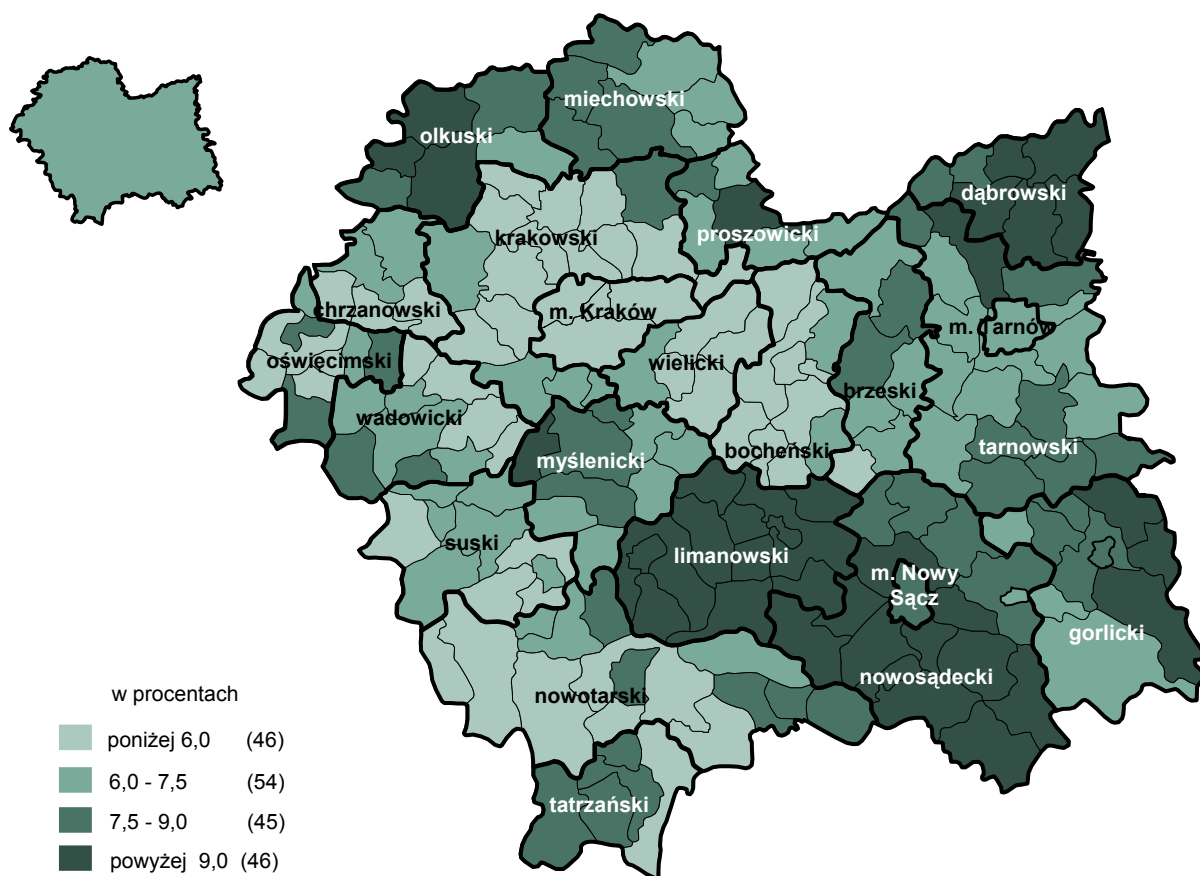 miechowski
olkuski
dąbrowski
krakowski
proszowicki
chrzanowski
m. Kraków
m. Tarnów
oświęcimski
wielicki
brzeski
wadowicki
bocheński
tarnowski
myślenicki
suski
limanowski
m. Nowy
Sącz
gorlicki
nowosądecki
nowotarski
tatrzański
w procentach
poniżej 6,0 (46)
6,0 - 7,5 (54)
7,5 - 9,0 (45)
powyżej 9,0 (46)